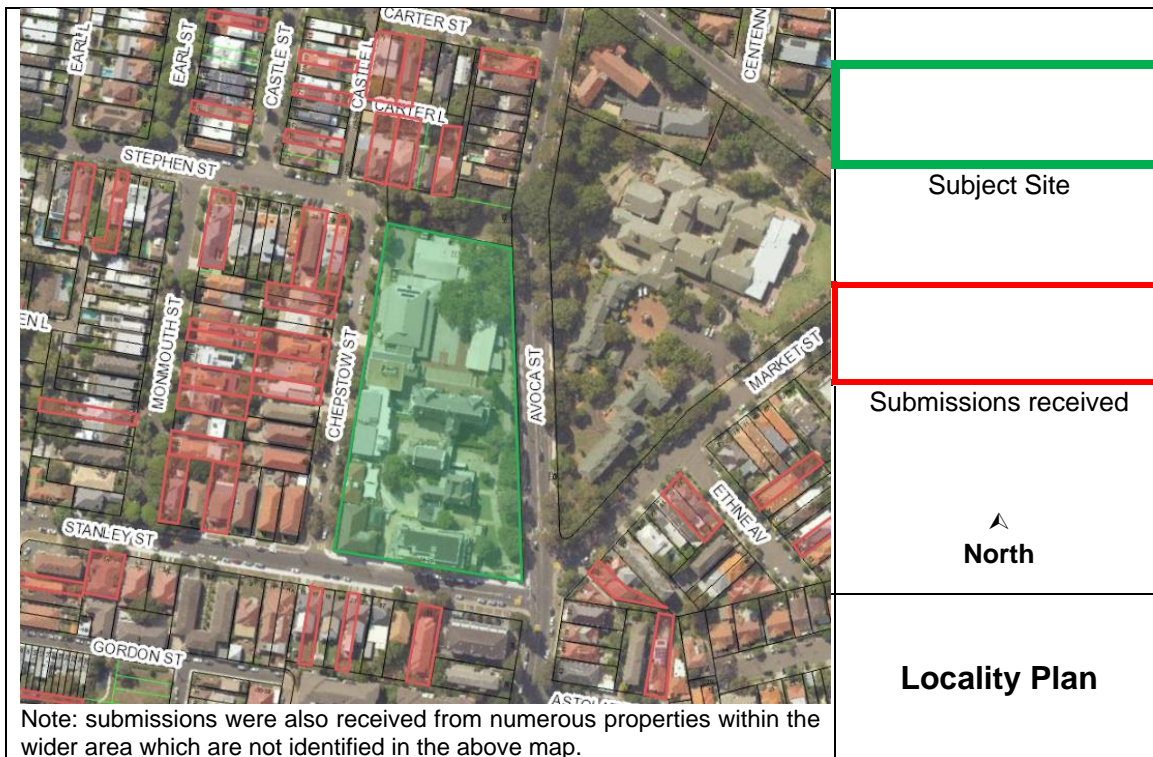 CARTER ST
EARL L
EARL ST
CASTLE ST
CASTLE L
CENTENN
CARTER L
STEPHEN ST
EN L
MONMOUTH ST
CHEPSTOW ST
AVOCA ST
MARKET ST
ETHNE AV
STANLEY ST
GORDON ST
Note: submissions were also received from numerous properties within the
wider area which are not identified in the above map.
Subject Site
Submissions received
North
Locality Plan